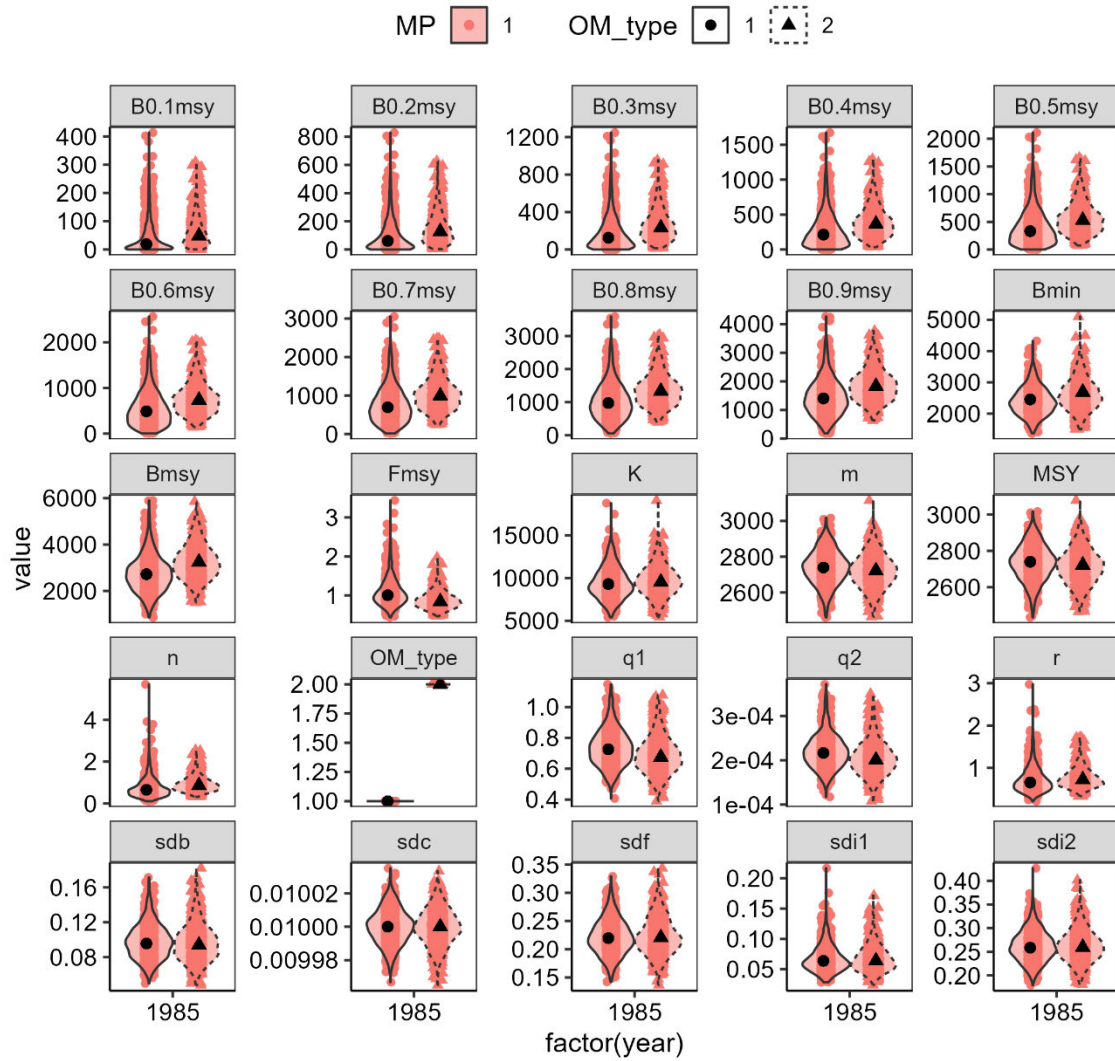 MP 1 OM_type 1 2
B0.1msy B0.2msy B0.3msy B0.4msy B0.5msy
400 800 1200 1500 2000
300 600 800 1000 1500
200 400 400 500 1000
100 200 0 0 500
0 0 0
B0.6msy B0.7msy B0.8msy B0.9msy Bmin
2000 3000 3000 4000 5000
1000 2000 2000 3000 4000
0 1000 1000 2000 3000
0 0 1000 2000
0
Bmsy Fmsy K m MSY
6000 3 15000 3000 3000
4000 2 10000 2800 2800
2000 1 5000 2600 2600
n OM_type q1 q2 r
4 2.00 1.0 3e-04 3
2 1.75 0.8 2e-04 2
0 1.50 0.6 1e-04 1
1.25 0.4
1.00
sdb sdc sdf sdi1 sdi2
0.16 0.01002 0.35 0.20 0.40
0.12 0.01000 0.30 0.15 0.35
0.08 0.00998 0.25 0.10 0.30
0.20 0.05 0.25
0.15 0.20
1985 1985 1985 1985 1985
factor(year)
value